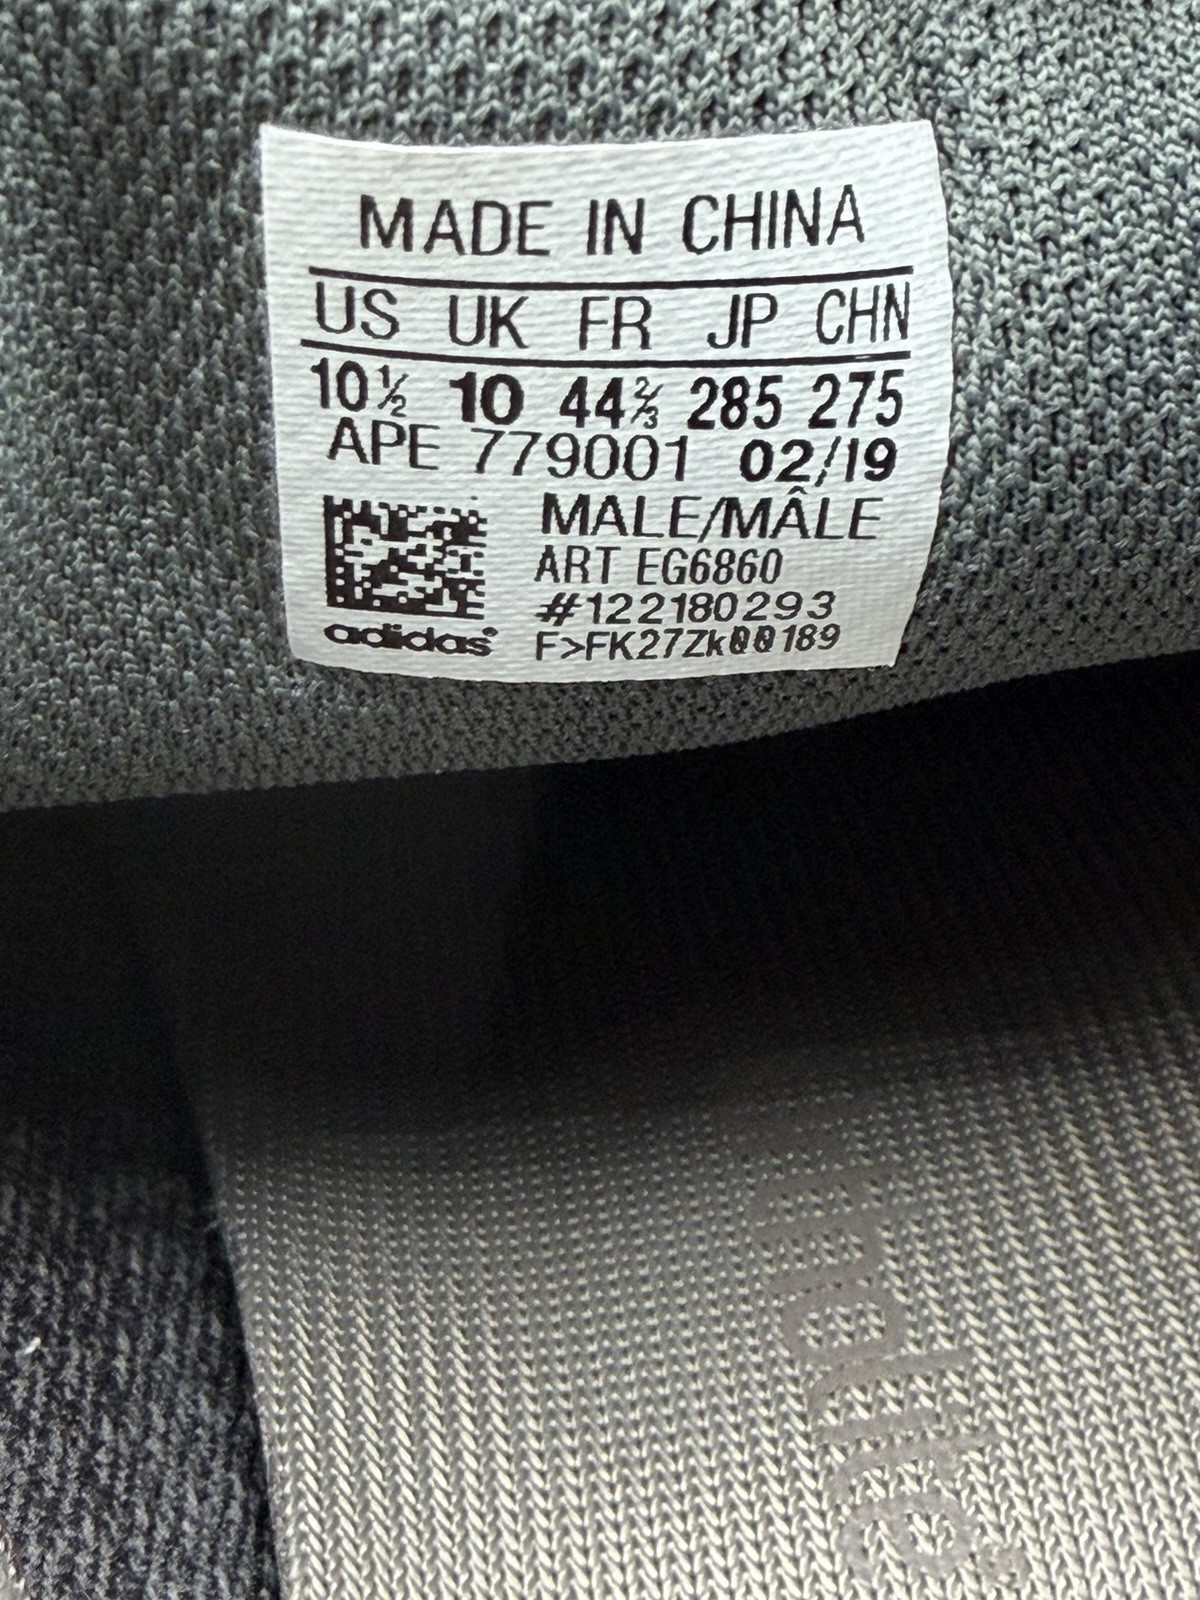 MADE IN CHINA
US UK FR JP CHN
10½ 10 44⅔ 285 275
APE 779001 02/19
MALE/MÂLE
ART EG6860
#122180293
adidas®
F>FK27Zk00189